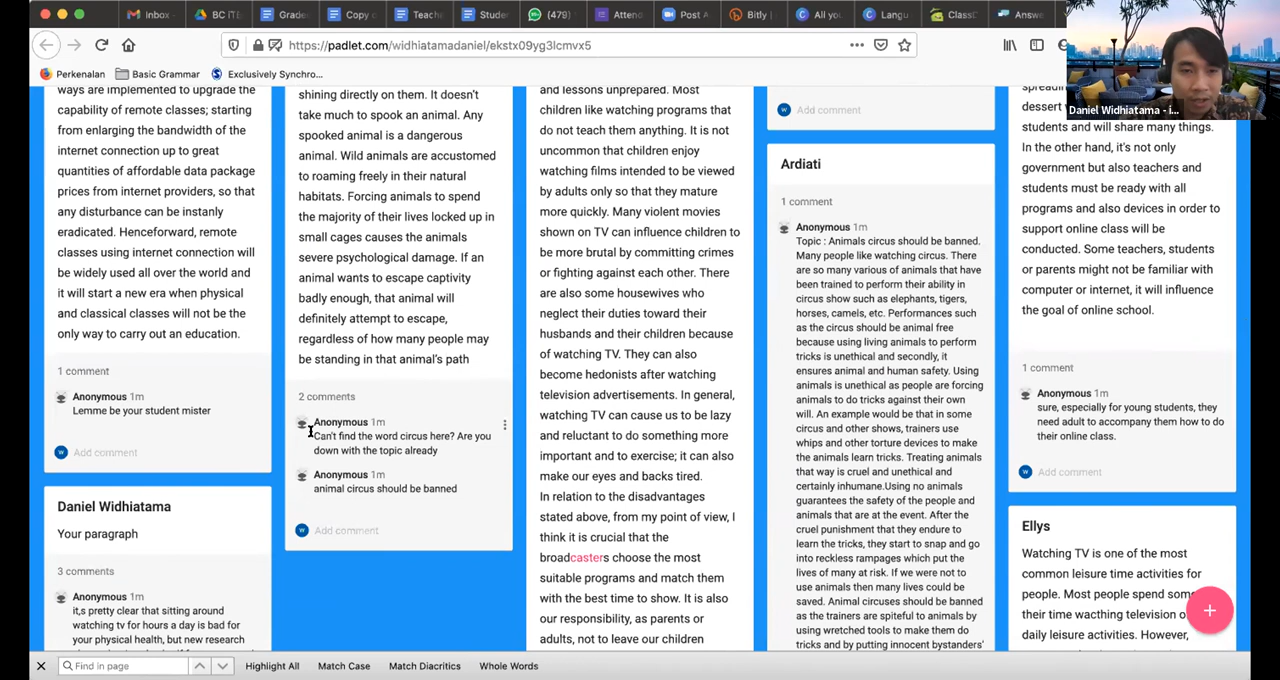 Inbox -
BC iTE
Grade
Copy o
Teachi
Studen
(479)
Attend
Post A
Bitly |
All you
Langu
ClassD
Answe
https://padlet.com/widhiatamadaniel/ekstx09yg3lcmvx5
Perkenalan
Basic Grammar
Exclusively Synchro...
Daniel Widhiatama - i...
ways are implemented to upgrade the
capability of remote classes; starting
from enlarging the bandwidth of the
internet connection up to great
quantities of affordable data package
prices from internet providers, so that
any disturbance can be instanly
eradicated. Henceforward, remote
classes using internet connection will
be widely used all over the world and
it will start a new era when physical
and classical classes will not be the
only way to carry out an education.
1 comment
Anonymous 1m
Lemme be your student mister
Add comment
Daniel Widhiatama
Your paragraph
3 comments
Anonymous 1m
it,s pretty clear that sitting around
watching tv for hours a day is bad for
your physical health, but new research
shining directly on them. It doesn't
take much to spook an animal. Any
spooked animal is a dangerous
animal. Wild animals are accustomed
to roaming freely in their natural
habitats. Forcing animals to spend
the majority of their lives locked up in
small cages causes the animals
severe psychological damage. If an
animal wants to escape captivity
badly enough, that animal will
definitely attempt to escape,
regardless of how many people may
be standing in that animal's path
2 comments
Anonymous 1m
Can't find the word circus here? Are you
down with the topic already
Anonymous 1m
animal circus should be banned
Add comment
and lessons unprepared. Most
children like watching programs that
do not teach them anything. It is not
uncommon that children enjoy
watching films intended to be viewed
by adults only so that they mature
more quickly. Many violent movies
shown on TV can influence children to
be more brutal by committing crimes
or fighting against each other. There
are also some housewives who
neglect their duties toward their
husbands and their children because
of watching TV. They can also
become hedonists after watching
television advertisements. In general,
watching TV can cause us to be lazy
and reluctant to do something more
important and to exercise; it can also
make our eyes and backs tired.
In relation to the disadvantages
stated above, from my point of view, I
think it is crucial that the
broadcasters choose the most
suitable programs and match them
with the best time to show. It is also
our responsibility, as parents or
adults, not to leave our children
Add comment
Ardiati
1 comment
Anonymous 1m
Topic : Animals circus should be banned.
Many people like watching circus. There
are so many various of animals that have
been trained to perform their ability in
circus show such as elephants, tigers,
horses, camels, etc. Performances such
as the circus should be animal free
because using living animals to perform
tricks is unethical and secondly, it
ensures animal and human safety. Using
animals is unethical as people are forcing
animals to do tricks against their own
will. An example would be that in some
circus and other shows, trainers use
whips and other torture devices to make
the animals learn tricks. Treating animals
that way is cruel and unethical and
certainly inhumane.Using no animals
guarantees the safety of the people and
animals that are at the event. After the
cruel punishment that they endure to
learn the tricks, they start to snap and go
into reckless rampages which put the
lives of many at risk. If we were not to
use animals then many lives could be
saved. Animal circuses should be banned
as the trainers are spiteful to animals by
using wretched tools to make them do
tricks and by putting innocent bystanders'
dessert
students and will share many things.
In the other hand, it's not only
government but also teachers and
students must be ready with all
programs and also devices in order to
support online class will be
conducted. Some teachers, students
or parents might not be familiar with
computer or internet, it will influence
the goal of online school.
1 comment
Anonymous 1m
sure, especially for young students, they
need adult to accompany them how to do
their online class.
Add comment
Ellys
Watching TV is one of the most
common leisure time activities for
people. Most people spend some
their time wacthing television o
daily leisure activities. However,
Find in page
Highlight All
Match Case
Match Diacritics
Whole Words